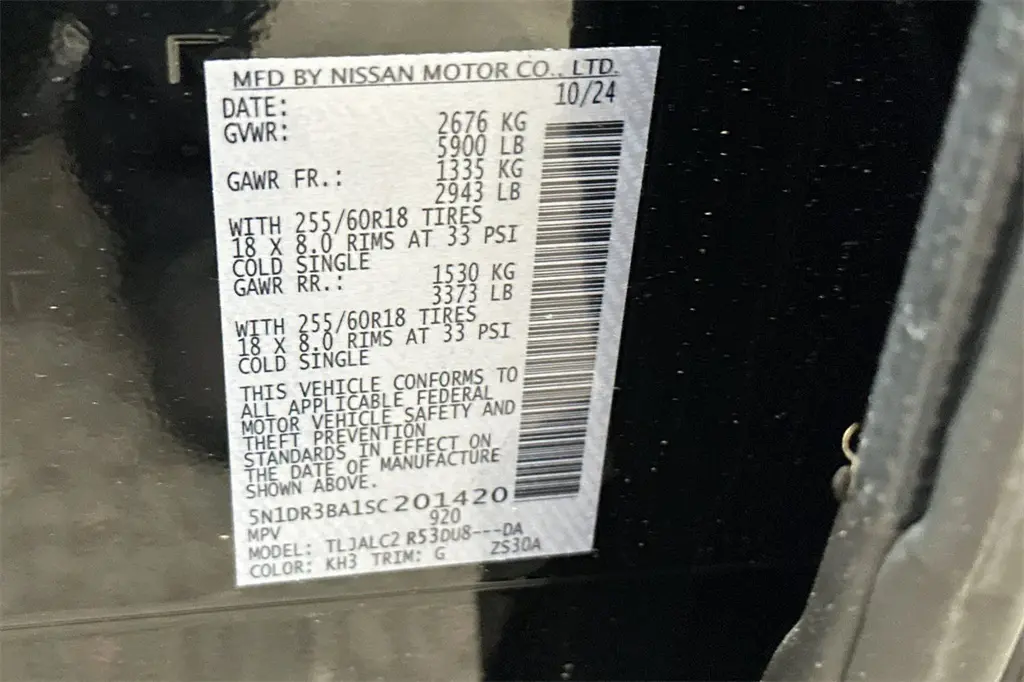 MFD BY NISSAN MOTOR CO., LTD.
DATE: 10/24
GVWR: 2676 KG
5900 LB
GAWR FR.: 1335 KG
2943 LB
WITH 255/60R18 TIRES
18 X 8.0 RIMS AT 33 PSI
COLD SINGLE
GAWR RR.: 1530 KG
3373 LB
WITH 255/60R18 TIRES
18 X 8.0 RIMS AT 33 PSI
COLD SINGLE
THIS VEHICLE CONFORMS TO
ALL APPLICABLE FEDERAL
MOTOR VEHICLE SAFETY AND
THEFT PREVENTION
STANDARDS IN EFFECT ON
THE DATE OF MANUFACTURE
SHOWN ABOVE.
5N1DR3BA1SC201420
MPV 920
MODEL: TLJALC2 R53DU8---DA
COLOR: KH3 TRIM: G ZS30A